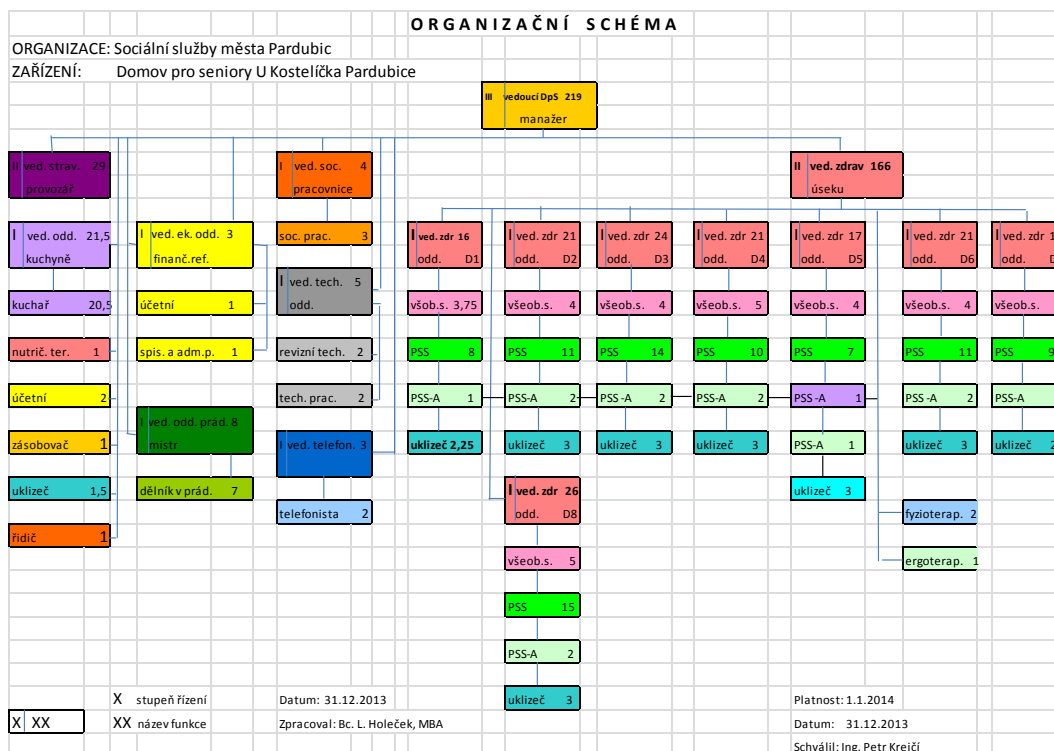 ORGANIZAČNÍ SCHÉMA
ORGANIZACE: Sociální služby města Pardubic
ZAŘÍZENÍ: Domov pro seniory U Kostelíčka Pardubice
III vedoucí DpS 219
manažer
II ved. strav. 29
provozář
I ved. soc. 4
pracovnice
II ved. zdrav 166
úseku
I ved. odd. 21,5
kuchyně
I ved. ek. odd. 3
finanč.ref.
soc. prac. 3
I ved. zdr 16
odd. D1
I ved. zdr 21
odd. D2
I ved. zdr 24
odd. D3
I ved. zdr 21
odd. D4
I ved. zdr 17
odd. D5
I ved. zdr 21
odd. D6
I ved. zdr
odd.
I ved. tech. 5
odd.
kuchař 20,5
účetní 1
všob.s. 3,75
všeob.s. 4
všeob.s. 4
všeob.s. 5
všeob.s. 4
všeob.s. 4
všeob.s.
nutrič. ter. 1
spis. a adm.p. 1
revizní tech. 2
PSS 8
PSS 11
PSS 14
PSS 10
PSS 7
PSS 11
PSS 9
účetní 2
tech. prac. 2
PSS-A 1
PSS-A 2
PSS-A 2
PSS-A 2
PSS-A 1
PSS-A 2
PSS-A 2
zásobovač 1
I ved. odd. prád. 8
mistr
I ved. telefon. 3
uklizeč 2,25
uklizeč 3
uklizeč 3
uklizeč 3
PSS-A 1
uklizeč 3
uklizeč
uklizeč 1,5
dělník v prád. 7
telefonista 2
I ved. zdr 26
odd. D8
uklizeč 3
fyzioterap. 2
řidič 1
všeob.s. 5
ergoterap. 1
PSS 15
PSS-A 2
uklizeč 3
X stupeň řízení
Datum: 31.12.2013
Platnost: 1.1.2014
X XX
XX název funkce
Zpracoval: Bc. L. Holeček, MBA
Datum: 31.12.2013
Schválil: Ing. Petr Krejčí